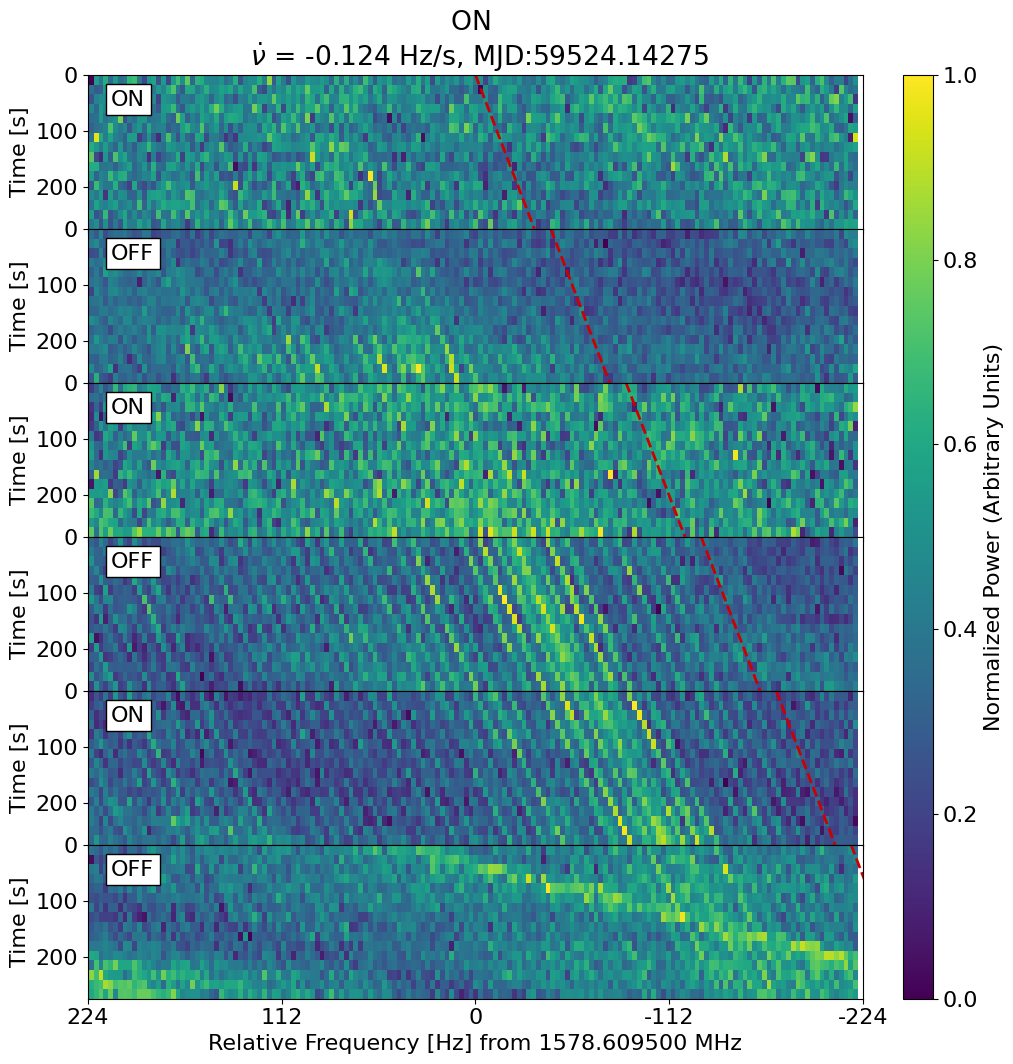 ON
ν̇ = -0.124 Hz/s, MJD:59524.14275
0
ON
100
Time [s]
200
0
OFF
100
Time [s]
200
0
ON
100
Time [s]
200
0
OFF
100
Time [s]
200
0
ON
100
Time [s]
200
0
OFF
100
Time [s]
200
224 112 0 -112 -224
Relative Frequency [Hz] from 1578.609500 MHz
1.0
0.8
0.6
0.4
0.2
0.0
Normalized Power (Arbitrary Units)